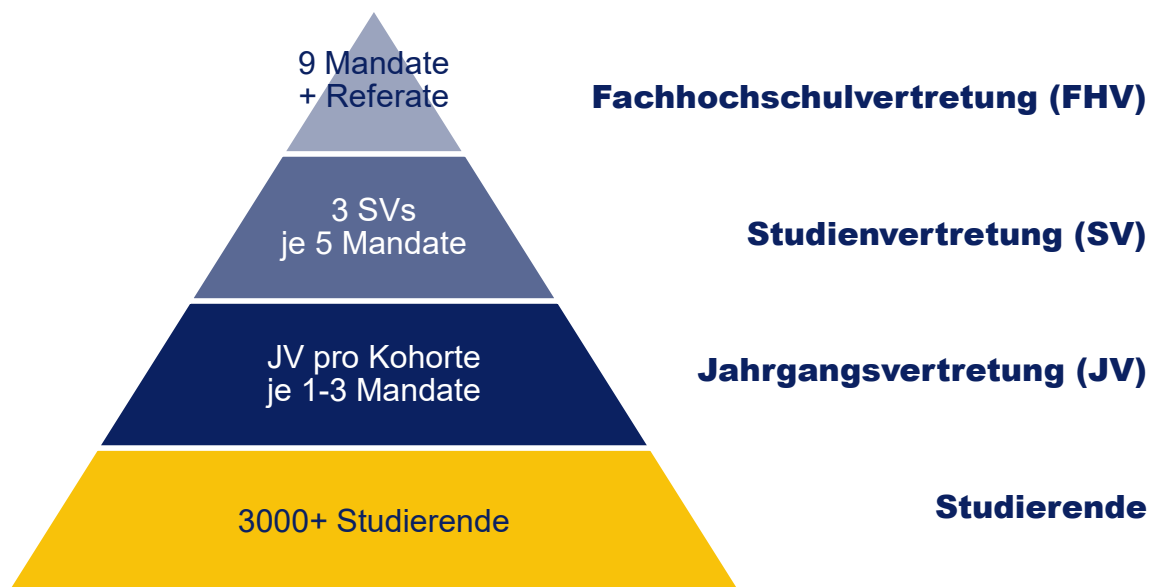 9 Mandate
+ Referate
Fachhochschulvertretung (FHV)
3 SVs
je 5 Mandate
Studienvertretung (SV)
JV pro Kohorte
je 1-3 Mandate
Jahrgangsvertretung (JV)
3000+ Studierende
Studierende